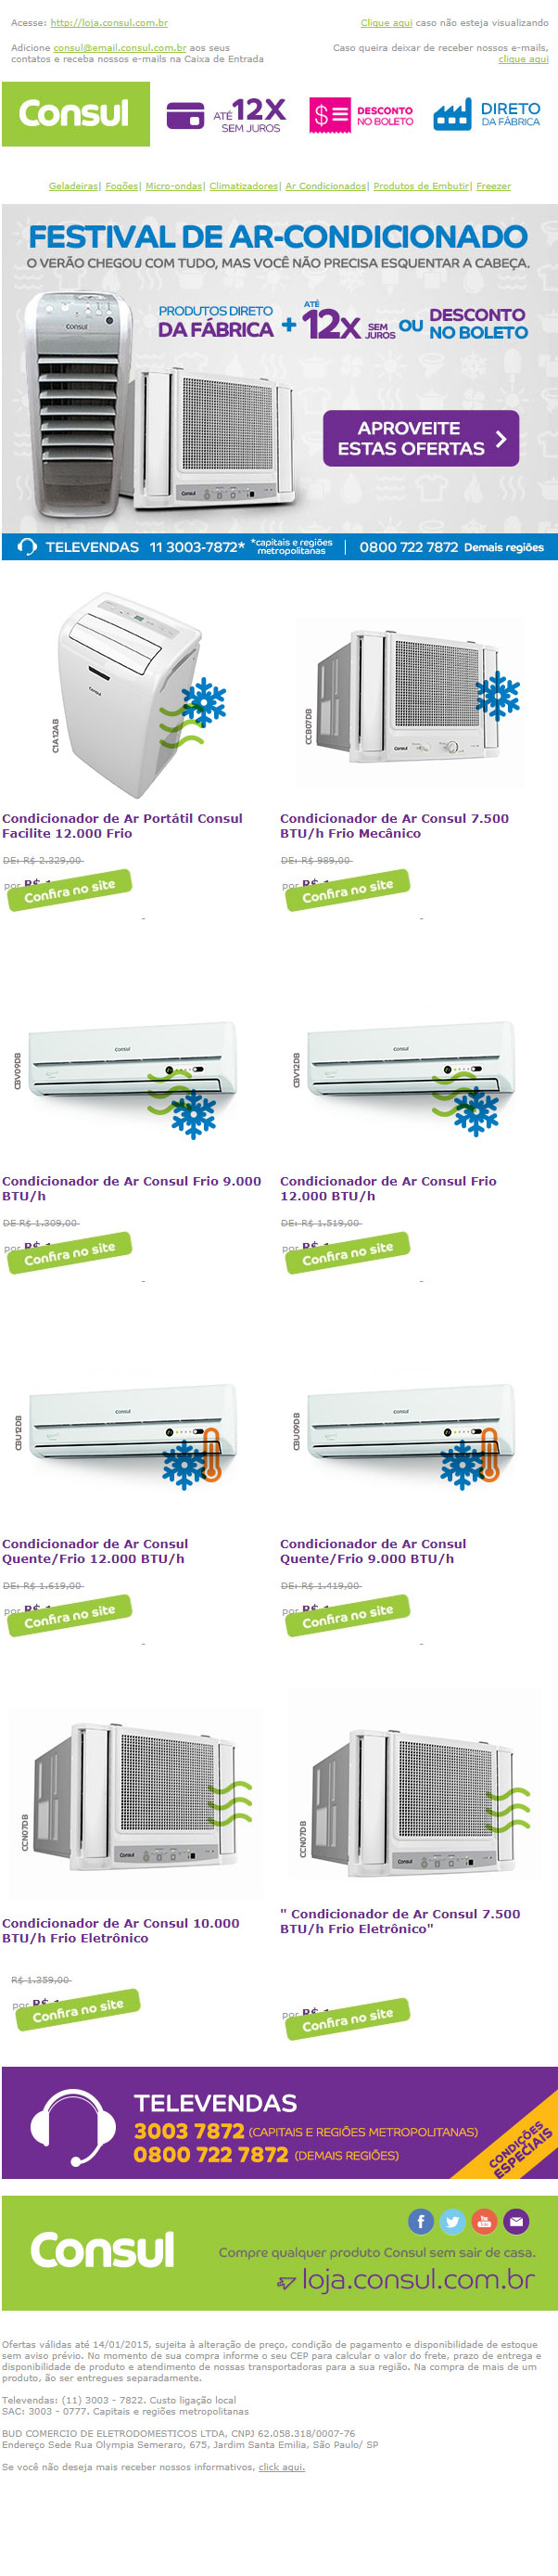 Acesse: http://loja.consul.com.br
Clique aqui caso não esteja visualizando
Adicione consul@email.consul.com.br aos seus
contatos e receba nossos e-mails na Caixa de Entrada
Caso queira deixar de receber nossos e-mails,
clique aqui
Consul
ATÉ 12X
SEM JUROS
DESCONTO
NO BOLETO
DIRETO
DA FÁBRICA
Geladeiras| Fogões| Micro-ondas| Climatizadores| Ar Condicionados| Produtos de Embutir| Freezer
FESTIVAL DE AR-CONDICIONADO
O VERÃO CHEGOU COM TUDO, MAS VOCÊ NÃO PRECISA ESQUENTAR A CABEÇA.
PRODUTOS DIRETO
DA FÁBRICA + ATÉ 12X SEM JUROS OU DESCONTO
NO BOLETO
Consul
Consul
APROVEITE
ESTAS OFERTAS >
TELEVENDAS 11 3003-7872* *capitais e regiões metropolitanas | 0800 722 7872 Demais regiões
C1A12AB
Consul
CCB07DB
Consul
Condicionador de Ar Portátil Consul
Facilite 12.000 Frio
DE: R$ 2.329,00
por R$
Confira no site
-
Condicionador de Ar Consul 7.500
BTU/h Frio Mecânico
DE: R$ 989,00
por R$
Confira no site
-
CBV09DB
Consul
CBV12DB
Consul
Condicionador de Ar Consul Frio 9.000
BTU/h
DE R$ 1.309,00
por R$
Confira no site
-
Condicionador de Ar Consul Frio
12.000 BTU/h
DE: R$ 1.519,00
por R$
Confira no site
-
CBU12DB
Consul
CBU09DB
Consul
Condicionador de Ar Consul
Quente/Frio 12.000 BTU/h
DE: R$ 1.619,00
por R$
Confira no site
-
Condicionador de Ar Consul
Quente/Frio 9.000 BTU/h
DE: R$ 1.419,00
por R$
Confira no site
-
CCN07DB
Consul
CCN07DB
Consul
Condicionador de Ar Consul 10.000
BTU/h Frio Eletrônico
R$ 1.359,00
por R$
Confira no site
" Condicionador de Ar Consul 7.500
BTU/h Frio Eletrônico"
por R$
Confira no site
TELEVENDAS
3003 7872 (CAPITAIS E REGIÕES METROPOLITANAS)
0800 722 7872 (DEMAIS REGIÕES)
CONDIÇÕES
ESPECIAIS
Consul
f
You
Compre qualquer produto Consul sem sair de casa.
loja.consul.com.br
Ofertas válidas até 14/01/2015, sujeita à alteração de preço, condição de pagamento e disponibilidade de estoque
sem aviso prévio. No momento de sua compra informe o seu CEP para calcular o valor do frete, prazo de entrega e
disponibilidade de produto e atendimento de nossas transportadoras para a sua região. Na compra de mais de um
produto, ão ser entregues separadamente.
Televendas: (11) 3003 - 7822. Custo ligação local
SAC: 3003 - 0777. Capitais e regiões metropolitanas
BUD COMERCIO DE ELETRODOMESTICOS LTDA, CNPJ 62.058.318/0007-76
Endereço Sede Rua Olympia Semeraro, 675, Jardim Santa Emilia, São Paulo/ SP
Se você não deseja mais receber nossos informativos, click aqui.